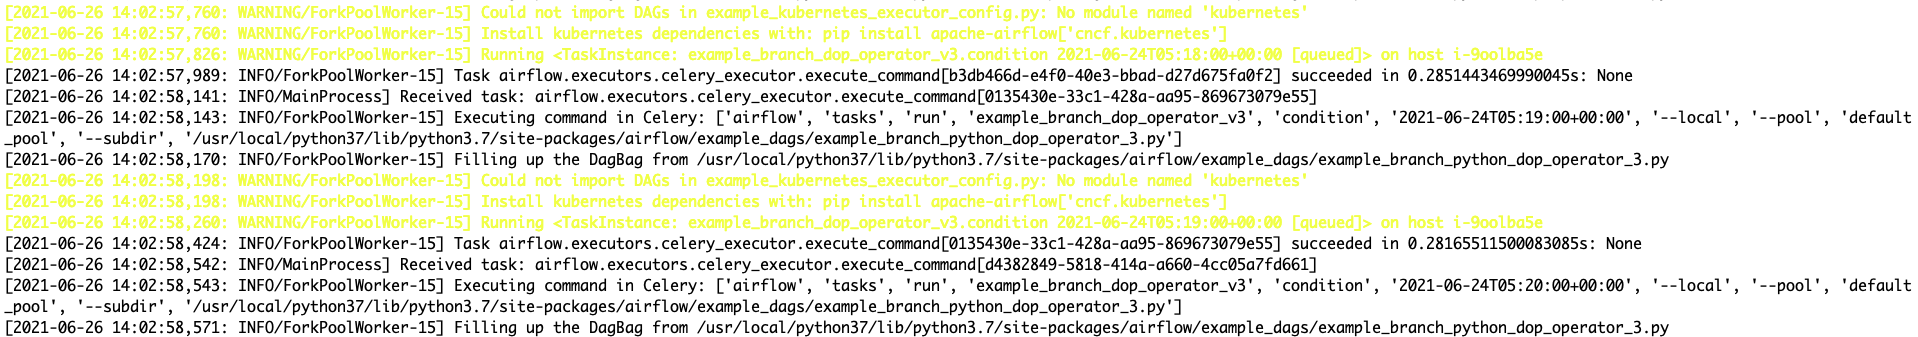 [2021-06-26 14:02:57,760: WARNING/ForkPoolWorker-15] Could not import DAGs in example_kubernetes_executor_config.py: No module named 'kubernetes'
[2021-06-26 14:02:57,760: WARNING/ForkPoolWorker-15] Install kubernetes dependencies with: pip install apache-airflow['cncf.kubernetes']
[2021-06-26 14:02:57,826: WARNING/ForkPoolWorker-15] Running <TaskInstance: example_branch_dop_operator_v3.condition 2021-06-24T05:18:00+00:00 [queued]> on host i-9oolba5e
[2021-06-26 14:02:57,989: INFO/ForkPoolWorker-15] Task airflow.executors.celery_executor.execute_command[b3db466d-e4f0-40e3-bbad-d27d675fa0f2] succeeded in 0.2851443469990045s: None
[2021-06-26 14:02:58,141: INFO/MainProcess] Received task: airflow.executors.celery_executor.execute_command[0135430e-33c1-428a-aa95-869673079e55]
[2021-06-26 14:02:58,143: INFO/ForkPoolWorker-15] Executing command in Celery: ['airflow', 'tasks', 'run', 'example_branch_dop_operator_v3', 'condition', '2021-06-24T05:19:00+00:00', '--local', '--pool', 'default
_pool', '--subdir', '/usr/local/python37/lib/python3.7/site-packages/airflow/example_dags/example_branch_python_dop_operator_3.py']
[2021-06-26 14:02:58,170: INFO/ForkPoolWorker-15] Filling up the DagBag from /usr/local/python37/lib/python3.7/site-packages/airflow/example_dags/example_branch_python_dop_operator_3.py
[2021-06-26 14:02:58,198: WARNING/ForkPoolWorker-15] Could not import DAGs in example_kubernetes_executor_config.py: No module named 'kubernetes'
[2021-06-26 14:02:58,198: WARNING/ForkPoolWorker-15] Install kubernetes dependencies with: pip install apache-airflow['cncf.kubernetes']
[2021-06-26 14:02:58,260: WARNING/ForkPoolWorker-15] Running <TaskInstance: example_branch_dop_operator_v3.condition 2021-06-24T05:19:00+00:00 [queued]> on host i-9oolba5e
[2021-06-26 14:02:58,424: INFO/ForkPoolWorker-15] Task airflow.executors.celery_executor.execute_command[0135430e-33c1-428a-aa95-869673079e55] succeeded in 0.28165511500083085s: None
[2021-06-26 14:02:58,542: INFO/MainProcess] Received task: airflow.executors.celery_executor.execute_command[d4382849-5818-414a-a660-4cc05a7fd661]
[2021-06-26 14:02:58,543: INFO/ForkPoolWorker-15] Executing command in Celery: ['airflow', 'tasks', 'run', 'example_branch_dop_operator_v3', 'condition', '2021-06-24T05:20:00+00:00', '--local', '--pool', 'default
_pool', '--subdir', '/usr/local/python37/lib/python3.7/site-packages/airflow/example_dags/example_branch_python_dop_operator_3.py']
[2021-06-26 14:02:58,571: INFO/ForkPoolWorker-15] Filling up the DagBag from /usr/local/python37/lib/python3.7/site-packages/airflow/example_dags/example_branch_python_dop_operator_3.py